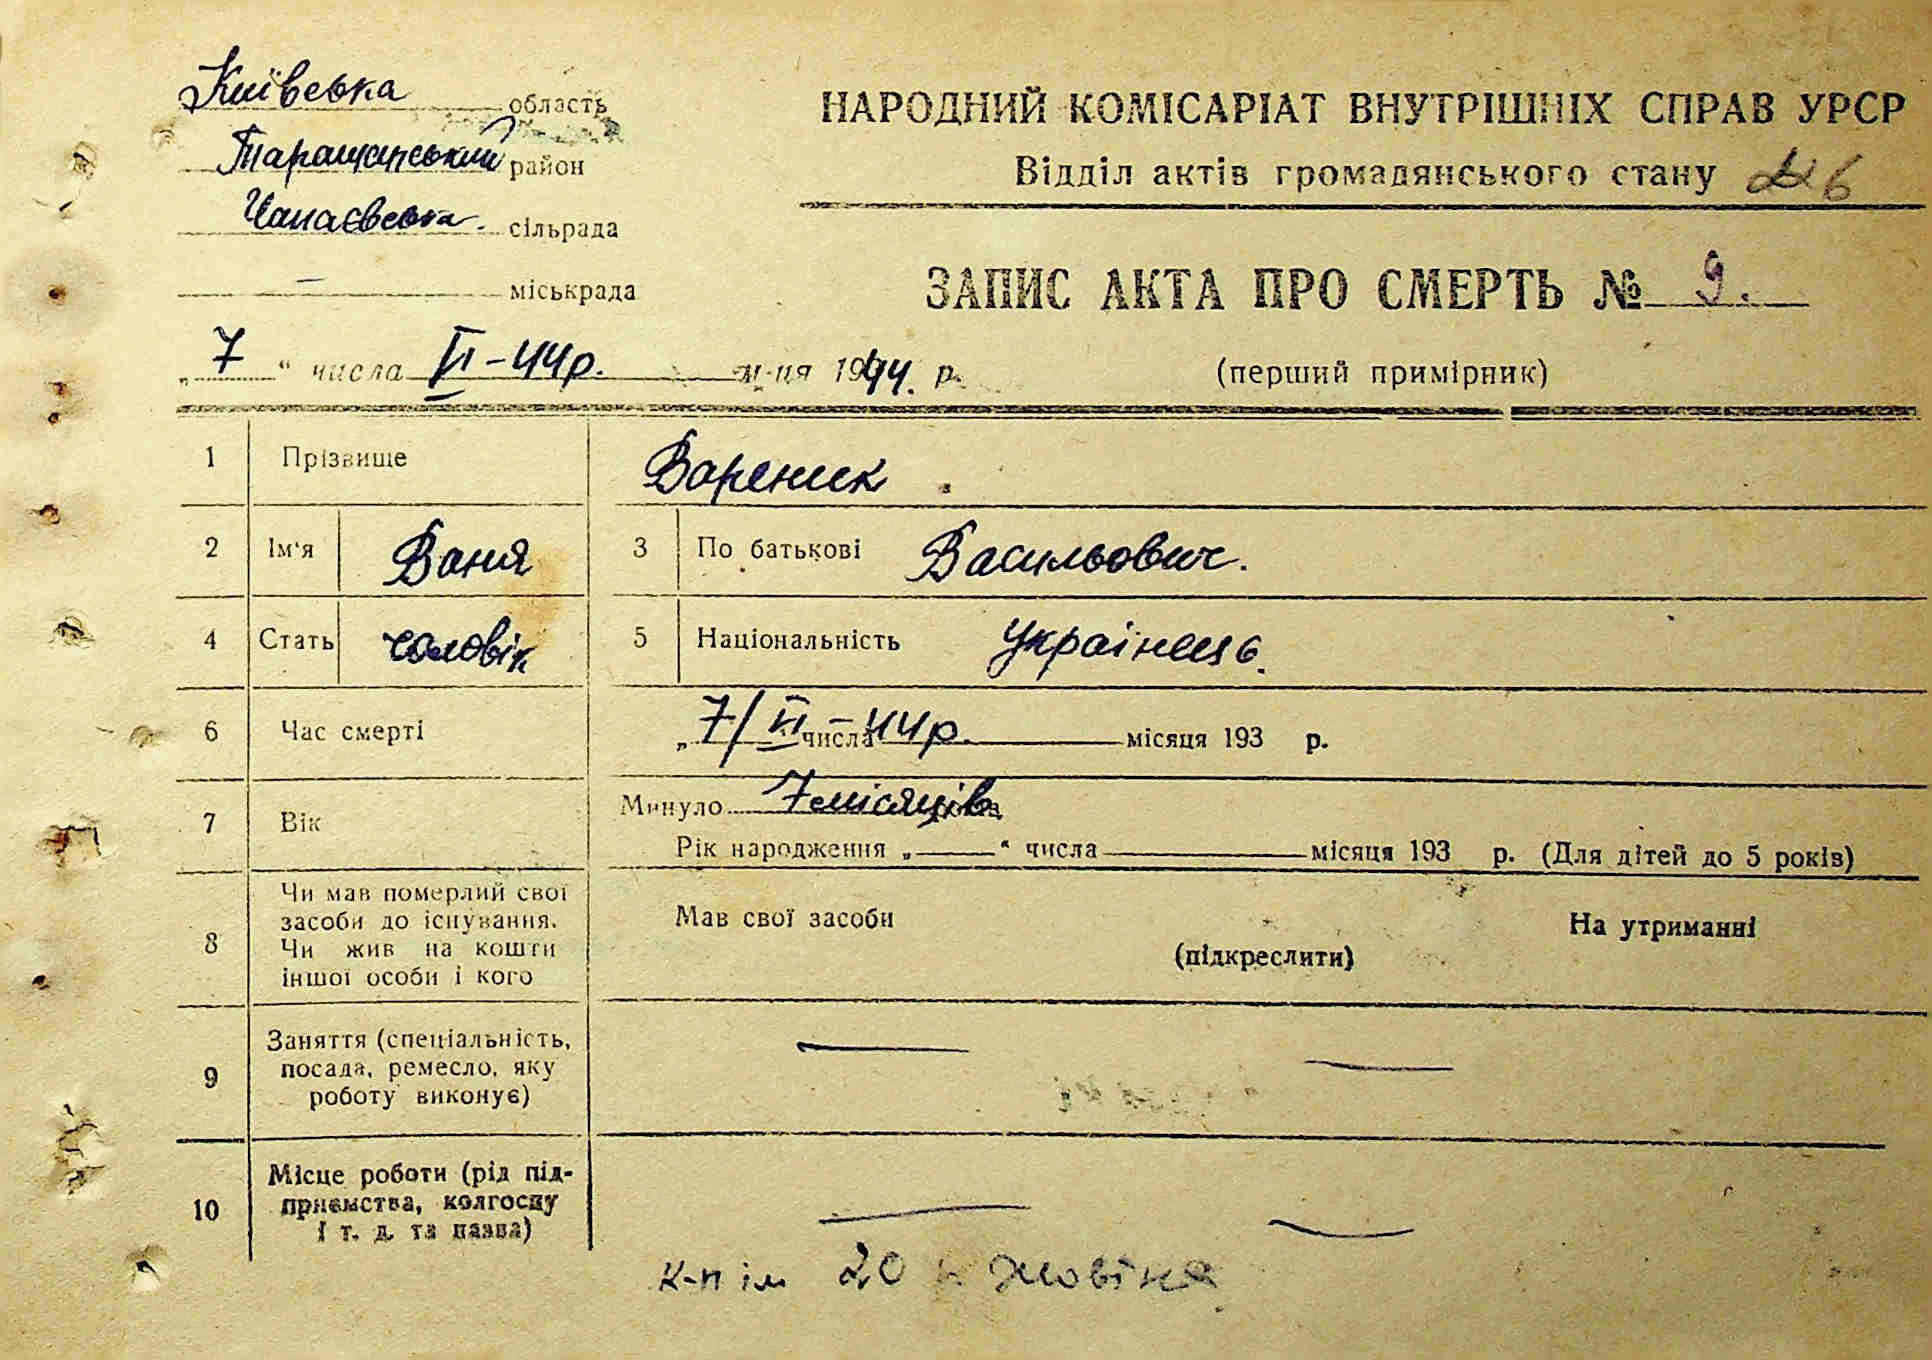 Київська область
Таращанський район
Чапаєвська. сільрада
— міськрада
НАРОДНИЙ КОМІСАРІАТ ВНУТРІШНІХ СПРАВ УРСР
Відділ актів громадянського стану
6
ЗАПИС АКТА ПРО СМЕРТЬ № 9.
„ 7 “ числа VI – 44р. м-ця 1944. р.
(перший примірник)
1 Прізвище Вареник
2 Ім'я Ваня 3 По батькові Васильович.
4 Стать чоловік 5 Національність Українець.
6 Час смерті „ 7/VI – числа 44р. місяця 193 р.
7 Вік Минуло 7 місяців
Рік народження „ “ числа місяця 193 р. (Для дітей до 5 років)
8 Чи мав померлий свої
засоби до існування.
Чи жив на кошти
іншої особи і кого
Мав свої засоби
(підкреслити)
На утриманні
9 Заняття (спеціальність,
посада, ремесло, яку
роботу виконує)
— —
10 Місце роботи (рід під-
приємства, колгоспу
і т. д. та назва)
— —
к-п ім 20 Жовтня